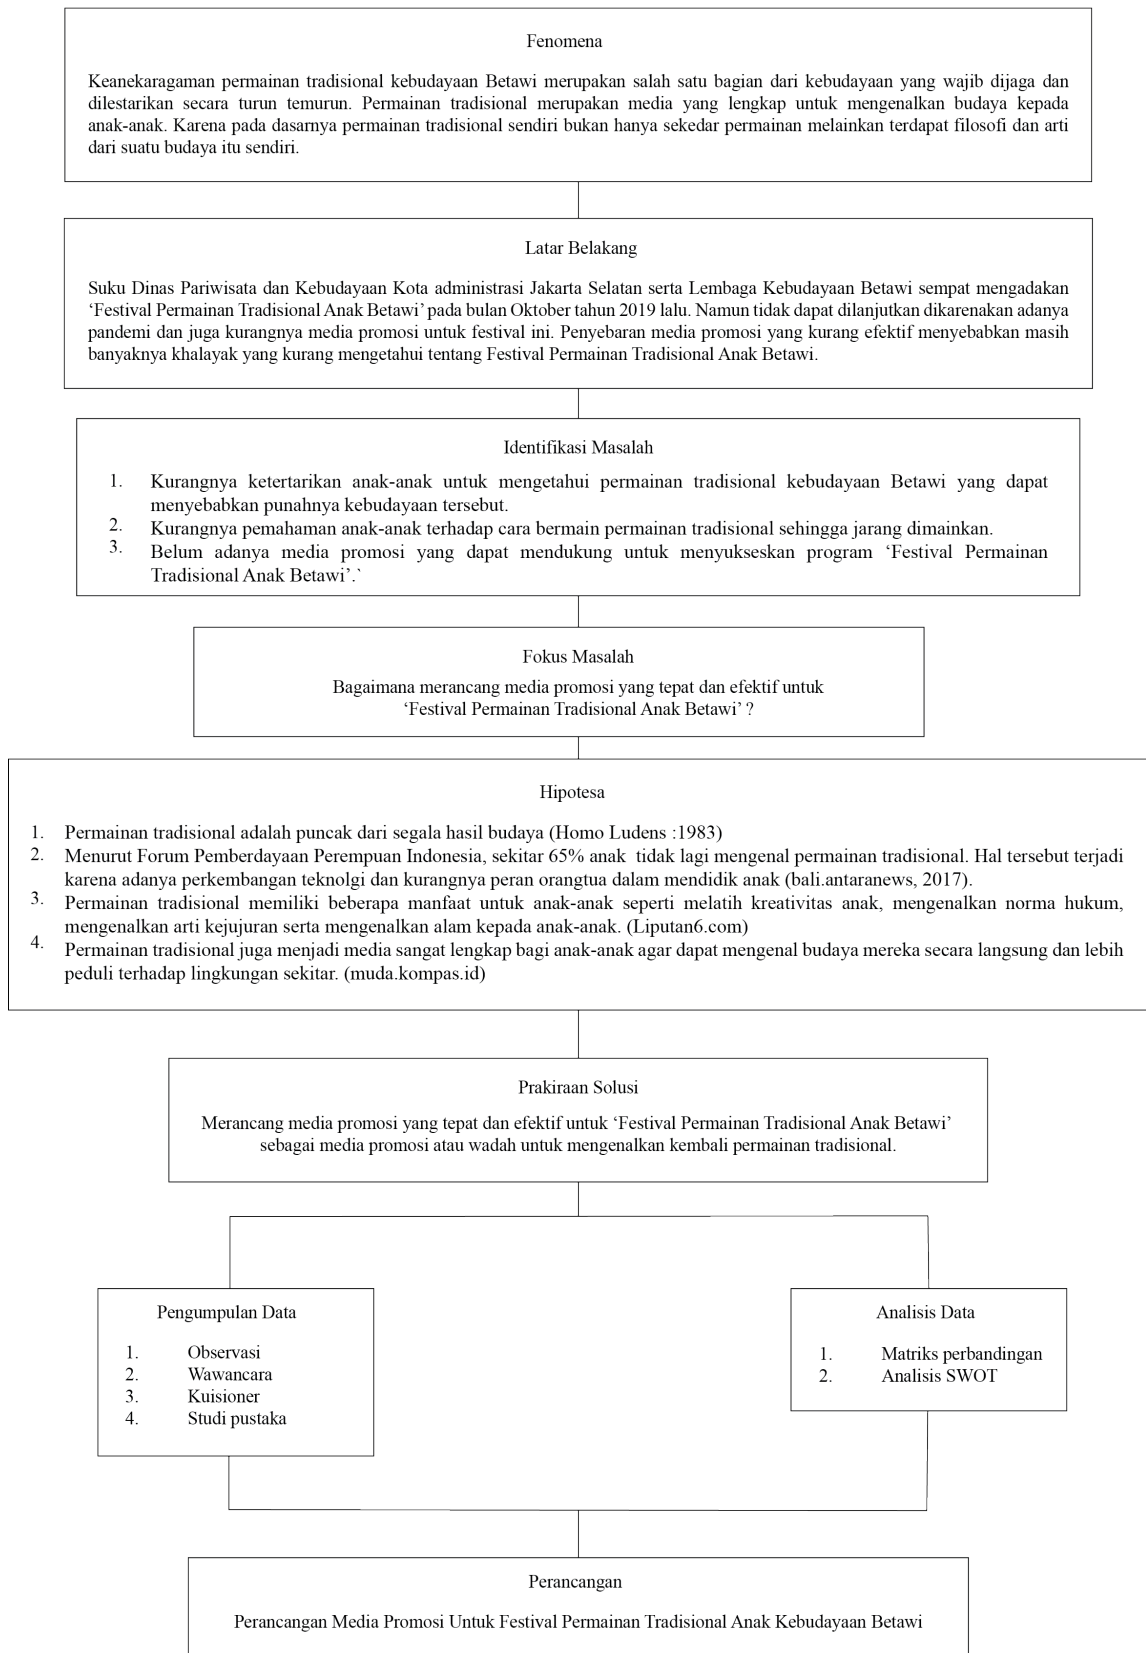 Fenomena
Keanekaragaman permainan tradisional kebudayaan Betawi merupakan salah satu bagian dari kebudayaan yang wajib dijaga dan
dilestarikan secara turun temurun. Permainan tradisional merupakan media yang lengkap untuk mengenalkan budaya kepada
anak-anak. Karena pada dasarnya permainan tradisional sendiri bukan hanya sekedar permainan melainkan terdapat filosofi dan arti
dari suatu budaya itu sendiri.
Latar Belakang
Suku Dinas Pariwisata dan Kebudayaan Kota administrasi Jakarta Selatan serta Lembaga Kebudayaan Betawi sempat mengadakan
‘Festival Permainan Tradisional Anak Betawi’ pada bulan Oktober tahun 2019 lalu. Namun tidak dapat dilanjutkan dikarenakan adanya
pandemi dan juga kurangnya media promosi untuk festival ini. Penyebaran media promosi yang kurang efektif menyebabkan masih
banyaknya khalayak yang kurang mengetahui tentang Festival Permainan Tradisional Anak Betawi.
Identifikasi Masalah
1. Kurangnya ketertarikan anak-anak untuk mengetahui permainan tradisional kebudayaan Betawi yang dapat
menyebabkan punahnya kebudayaan tersebut.
2. Kurangnya pemahaman anak-anak terhadap cara bermain permainan tradisional sehingga jarang dimainkan.
3. Belum adanya media promosi yang dapat mendukung untuk menyukseskan program ‘Festival Permainan
Tradisional Anak Betawi’.`
Fokus Masalah
Bagaimana merancang media promosi yang tepat dan efektif untuk
‘Festival Permainan Tradisional Anak Betawi’ ?
Hipotesa
1. Permainan tradisional adalah puncak dari segala hasil budaya (Homo Ludens :1983)
2. Menurut Forum Pemberdayaan Perempuan Indonesia, sekitar 65% anak tidak lagi mengenal permainan tradisional. Hal tersebut terjadi
karena adanya perkembangan teknolgi dan kurangnya peran orangtua dalam mendidik anak (bali.antaranews, 2017).
3. Permainan tradisional memiliki beberapa manfaat untuk anak-anak seperti melatih kreativitas anak, mengenalkan norma hukum,
mengenalkan arti kejujuran serta mengenalkan alam kepada anak-anak. (Liputan6.com)
4. Permainan tradisional juga menjadi media sangat lengkap bagi anak-anak agar dapat mengenal budaya mereka secara langsung dan lebih
peduli terhadap lingkungan sekitar. (muda.kompas.id)
Prakiraan Solusi
Merancang media promosi yang tepat dan efektif untuk ‘Festival Permainan Tradisional Anak Betawi’
sebagai media promosi atau wadah untuk mengenalkan kembali permainan tradisional.
Pengumpulan Data
1. Observasi
2. Wawancara
3. Kuisioner
4. Studi pustaka
Analisis Data
1. Matriks perbandingan
2. Analisis SWOT
Perancangan
Perancangan Media Promosi Untuk Festival Permainan Tradisional Anak Kebudayaan Betawi